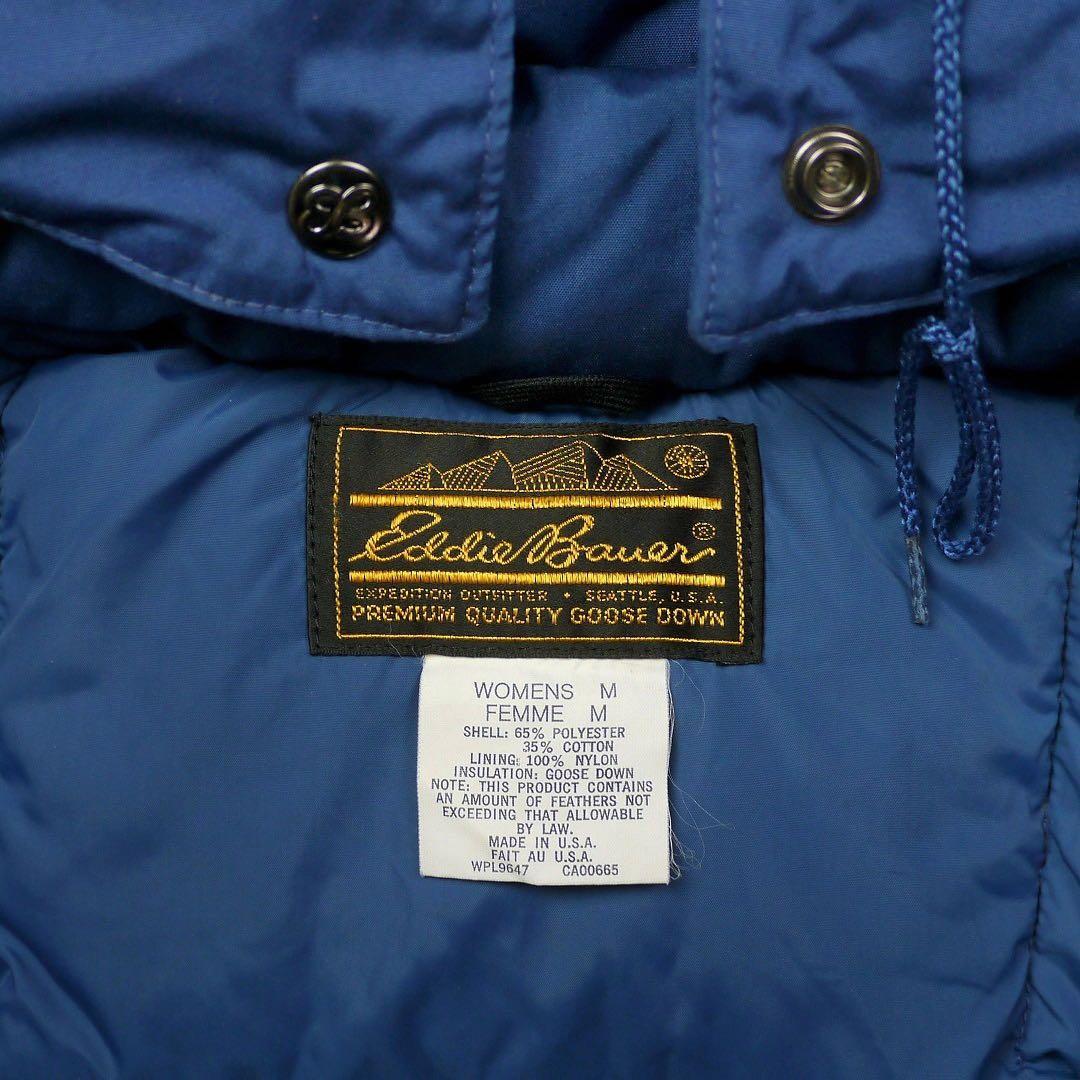 Eddie Bauer ®
EXPEDITION OUTFITTER • SEATTLE, U.S.A.
PREMIUM QUALITY GOOSE DOWN
WOMENS M
FEMME M
SHELL: 65% POLYESTER
35% COTTON
LINING: 100% NYLON
INSULATION: GOOSE DOWN
NOTE: THIS PRODUCT CONTAINS
AN AMOUNT OF FEATHERS NOT
EXCEEDING THAT ALLOWABLE
BY LAW.
MADE IN U.S.A.
FAIT AU U.S.A.
WPL9647 CA00665